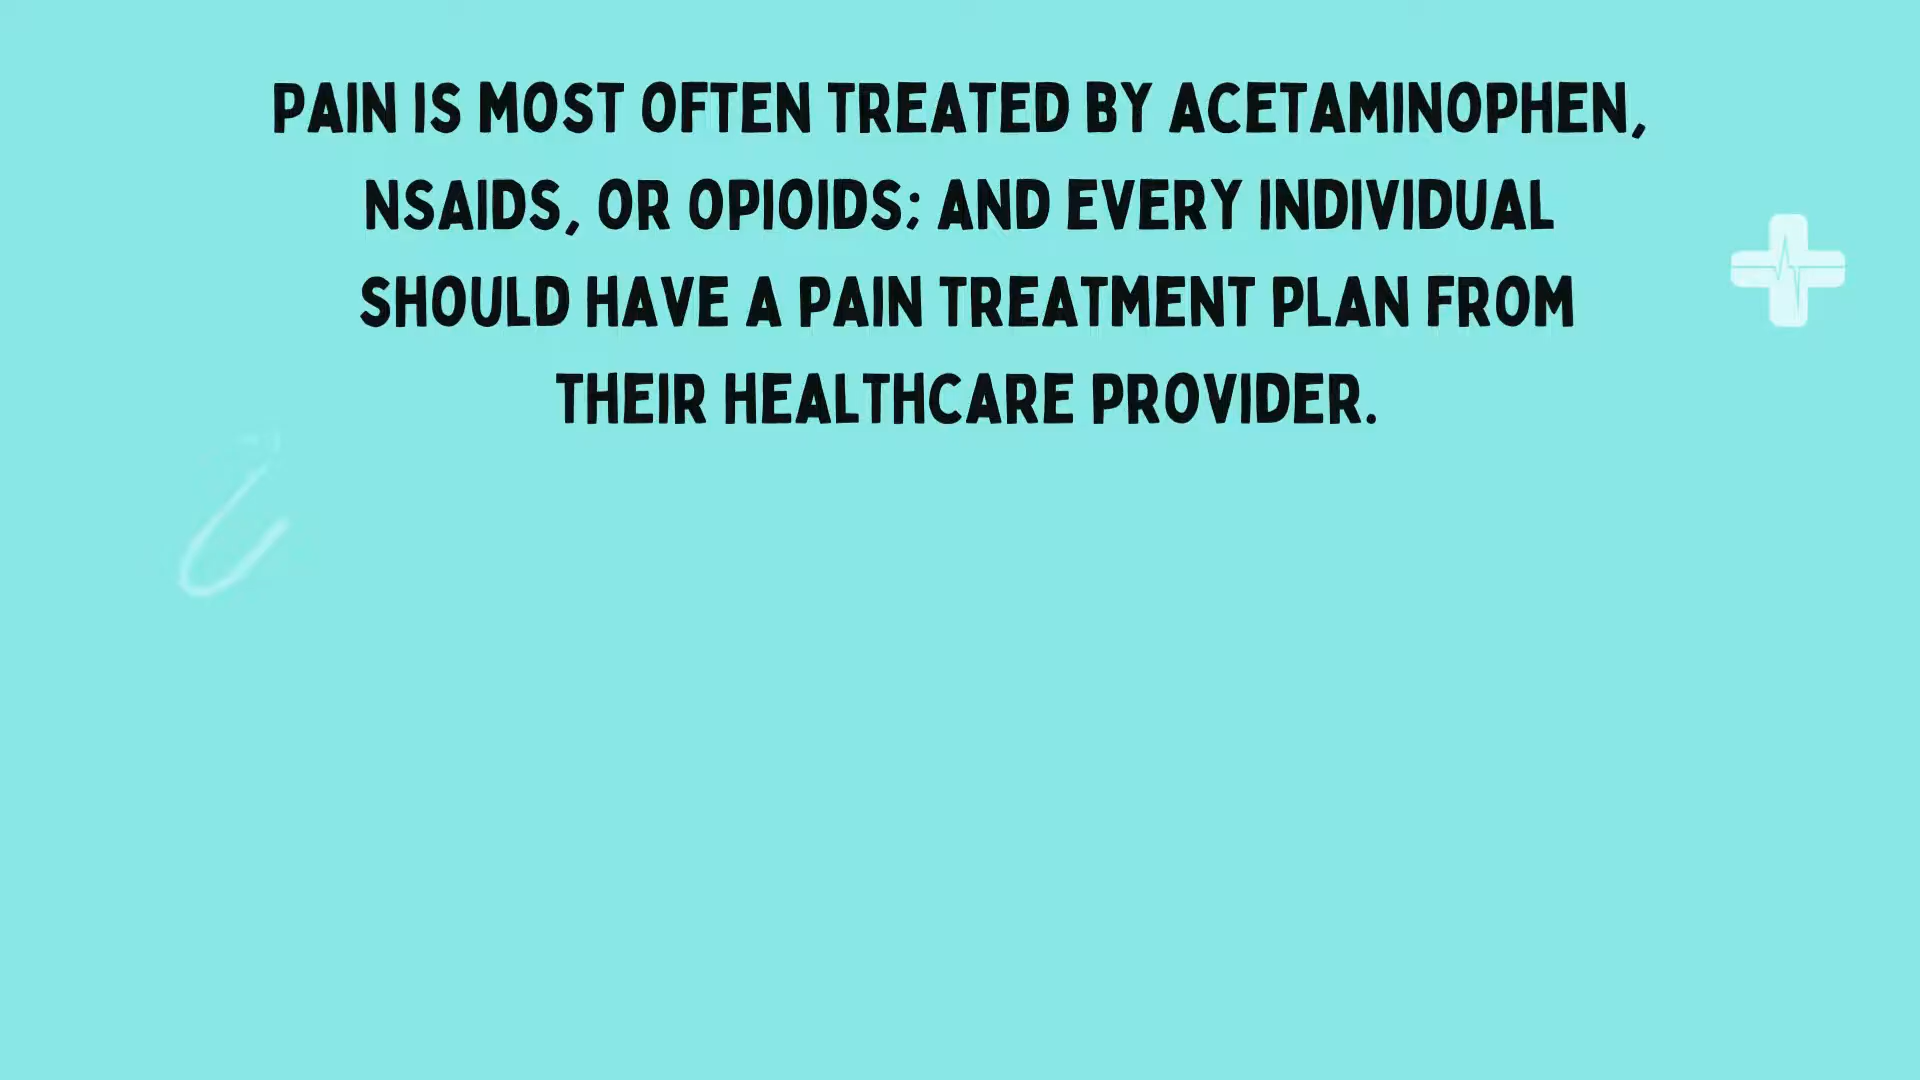 PAIN IS MOST OFTEN TREATED BY ACETAMINOPHEN,
NSAIDS, OR OPIOIDS; AND EVERY INDIVIDUAL
SHOULD HAVE A PAIN TREATMENT PLAN FROM
THEIR HEALTHCARE PROVIDER.